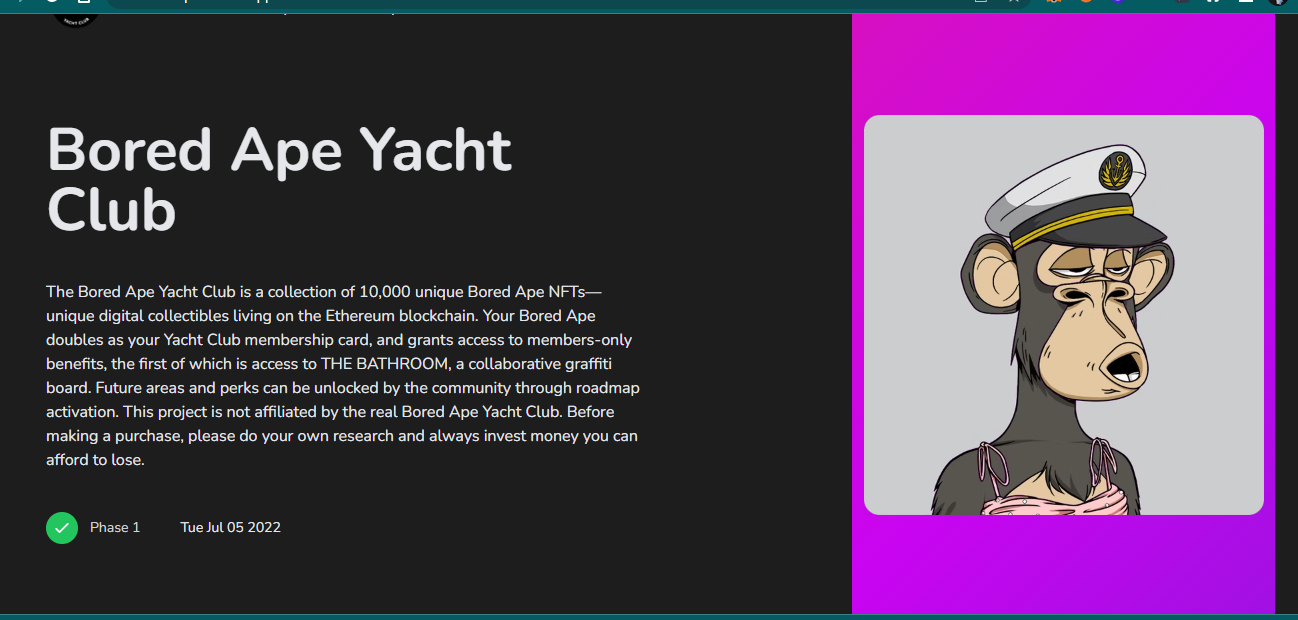 YACHT CLUB
Bored Ape Yacht
Club
The Bored Ape Yacht Club is a collection of 10,000 unique Bored Ape NFTs—
unique digital collectibles living on the Ethereum blockchain. Your Bored Ape
doubles as your Yacht Club membership card, and grants access to members-only
benefits, the first of which is access to THE BATHROOM, a collaborative graffiti
board. Future areas and perks can be unlocked by the community through roadmap
activation. This project is not affiliated by the real Bored Ape Yacht Club. Before
making a purchase, please do your own research and always invest money you can
afford to lose.
Phase 1 Tue Jul 05 2022